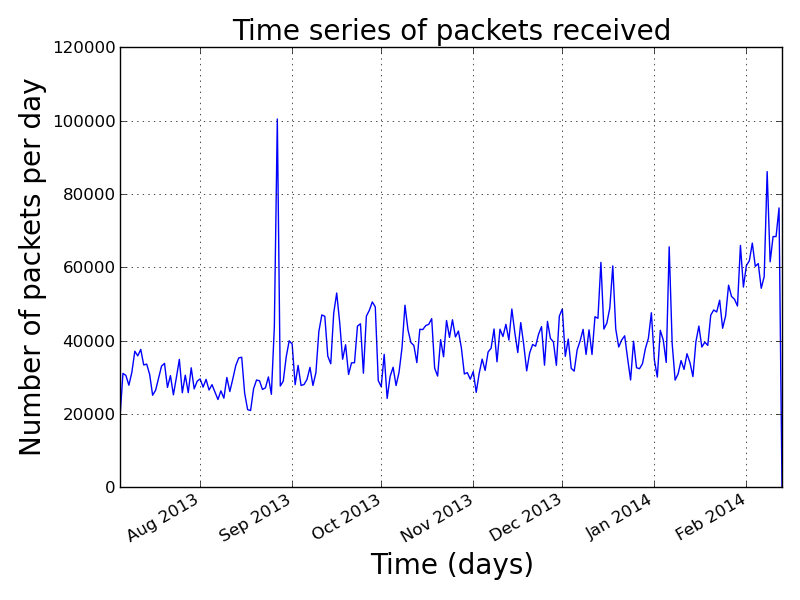 Time series of packets received
120000
100000
80000
60000
40000
20000
0
Number of packets per day
Aug 2013
Sep 2013
Oct 2013
Nov 2013
Dec 2013
Jan 2014
Feb 2014
Time (days)